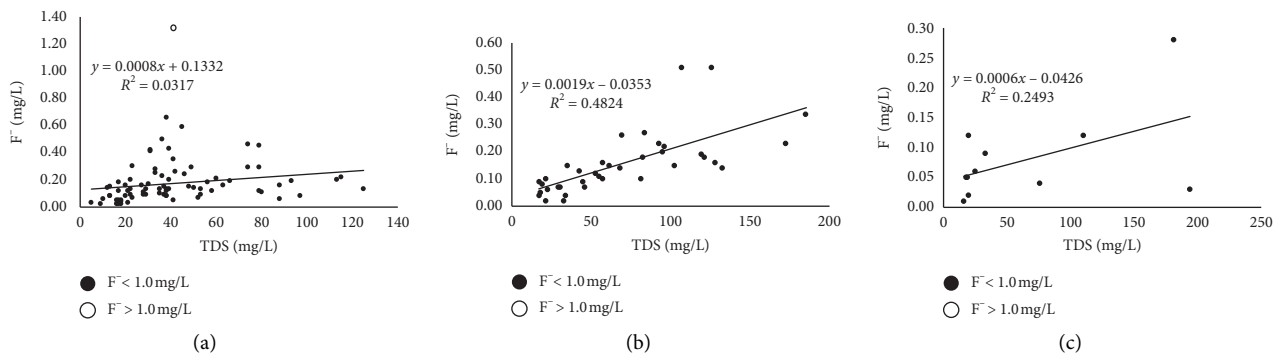 1.40
1.20
1.00
0.80
0.60
0.40
0.20
0.00
F⁻ (mg/L)
y = 0.0008x + 0.1332
R² = 0.0317
0 20 40 60 80 100 120 140
TDS (mg/L)
F⁻ < 1.0 mg/L
F⁻ > 1.0 mg/L
(a)
0.60
0.50
0.40
0.30
0.20
0.10
0.00
F⁻ (mg/L)
y = 0.0019x – 0.0353
R² = 0.4824
0 50 100 150 200
TDS (mg/L)
F⁻ < 1.0 mg/L
F⁻ > 1.0 mg/L
(b)
0.30
0.25
0.20
0.15
0.10
0.05
0.00
F⁻ (mg/L)
y = 0.0006x – 0.0426
R² = 0.2493
0 50 100 150 200 250
TDS (mg/L)
F⁻ < 1.0 mg/L
F⁻ > 1.0 mg/L
(c)